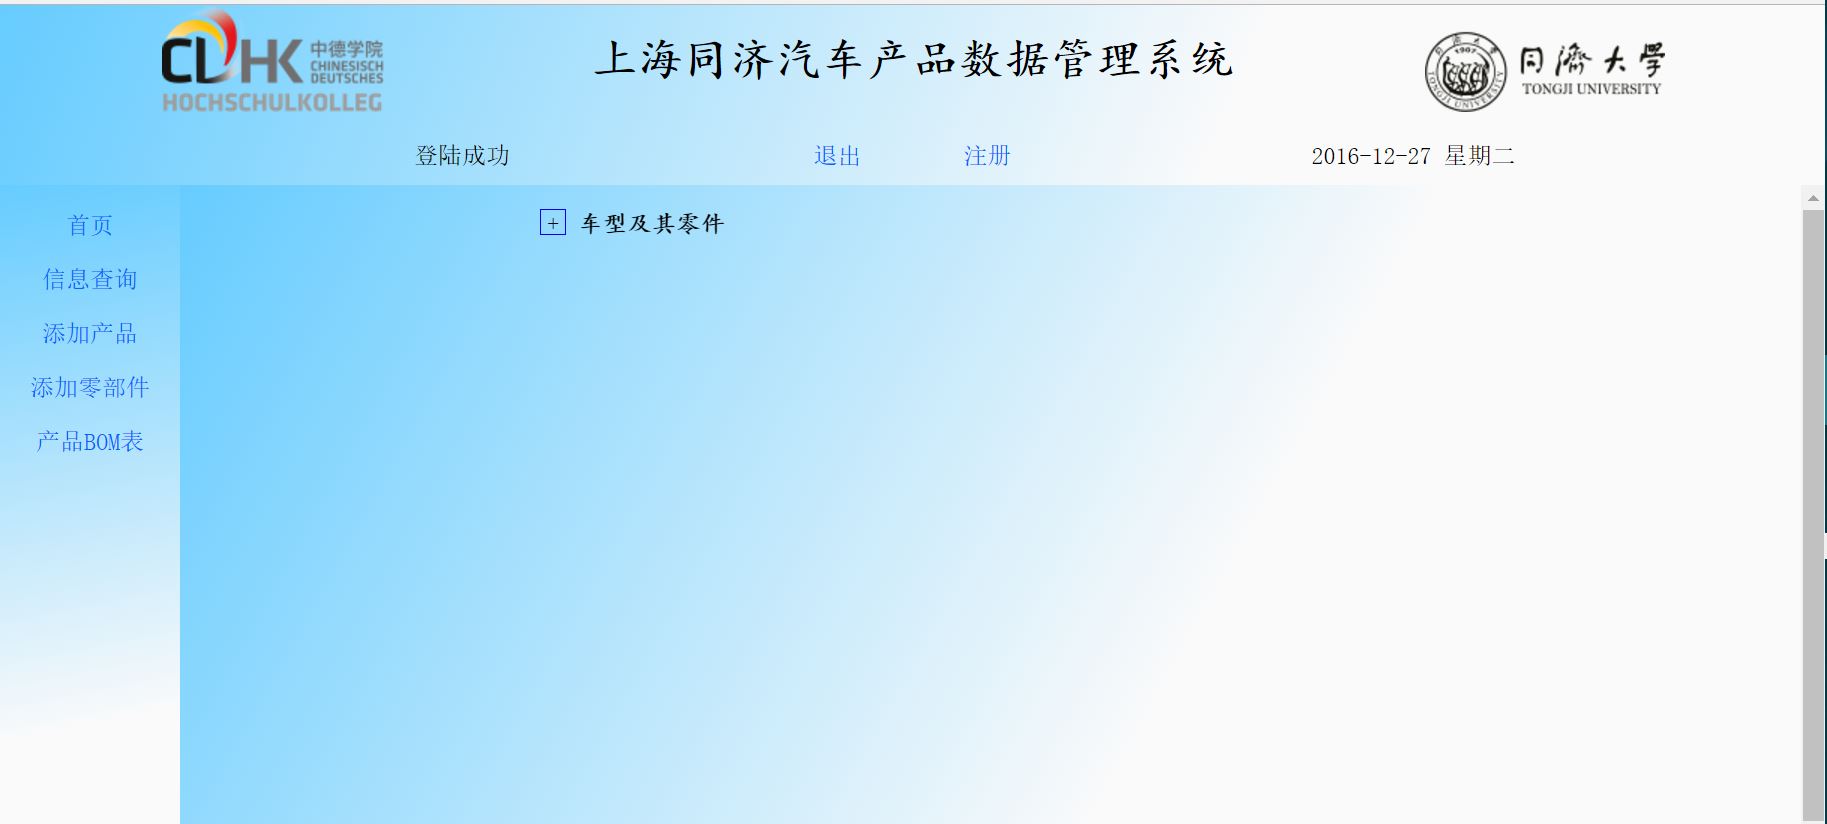 CDHK
中德学院
CHINESISCH
DEUTSCHES
HOCHSCHULKOLLEG
上海同济汽车产品数据管理系统
1907
TONGJI UNIVERSITY
同濟大學
TONGJI UNIVERSITY
登陆成功
退出
注册
2016-12-27 星期二
首页
信息查询
添加产品
添加零部件
产品BOM表
+ 车型及其零件